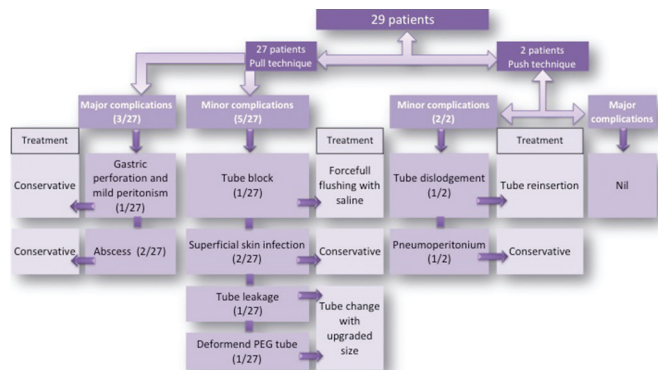 29 patients
27 patients
Pull technique
2 patients
Push technique
Major complications
(3/27)
Minor complications
(5/27)
Minor complications
(2/2)
Major
complications
Treatment
Treatment
Treatment
Conservative
Gastric
perforation and
mild peritonism
(1/27)
Tube block
(1/27)
Forcefull
flushing with
saline
Tube dislodgement
(1/2)
Tube reinsertion
Nil
Conservative
Abscess (2/27)
Superficial skin infection
(2/27)
Conservative
Pneumoperitonium
(1/2)
Conservative
Tube leakage
(1/27)
Tube change
with
upgraded
size
Deformend PEG tube
(1/27)